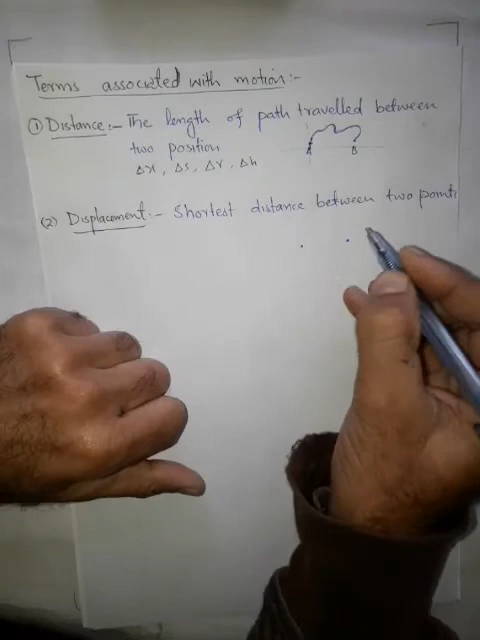 Terms associated with motion:-
① Distance:- The length of path travelled between
two position
A B
Δx, Δs, Δr, Δh
(2) Displacement:- Shortest distance between two points